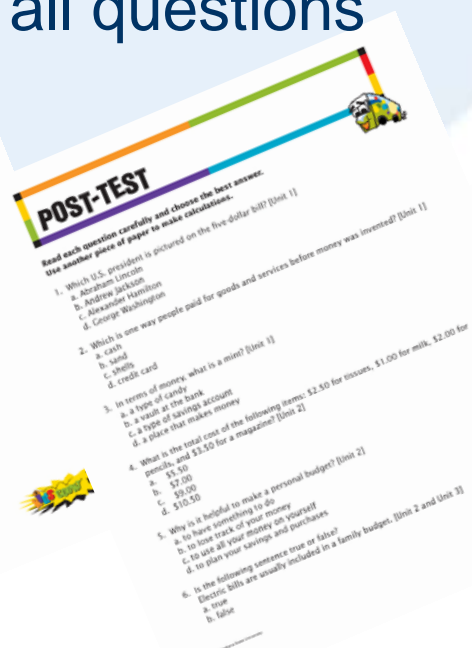 all questions
POST-TEST
Read each question carefully and choose the best answer.
Use another piece of paper to make calculations.
1. Which U.S. president is pictured on the five-dollar bill? [Unit 1]
a. Abraham Lincoln
b. Andrew Jackson
c. Alexander Hamilton
d. George Washington
2. Which is one way people paid for goods and services before money was invented? [Unit 1]
a. cash
b. sand
c. shells
d. credit card
3. In terms of money, what is a mint? [Unit 1]
a. a type of candy
b. a vault at the bank
c. a type of savings account
d. a place that makes money
4. What is the total cost of the following items: $2.50 for tissues, $1.00 for milk, $2.00 for
pencils, and $3.50 for a magazine? [Unit 2]
a. $5.50
b. $7.00
c. $9.00
d. $10.50
5. Why is it helpful to make a personal budget? [Unit 2]
a. to have something to do
b. to lose track of your money
c. to use all your money on yourself
d. to plan your savings and purchases
6. Is the following sentence true of false?
Electric bills are usually included in a family budget. [Unit 2 and Unit 3]
a. true
b. false